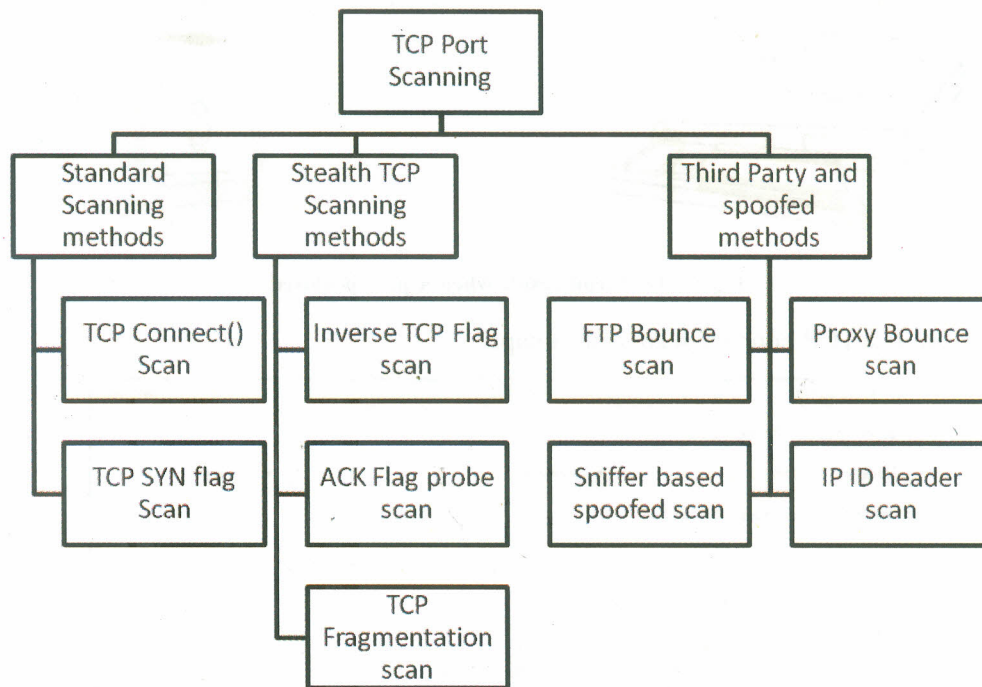 TCP Port
Scanning
Standard
Scanning
methods
Stealth TCP
Scanning
methods
Third Party and
spoofed
methods
TCP Connect()
Scan
TCP SYN flag
Scan
Inverse TCP Flag
scan
ACK Flag probe
scan
TCP
Fragmentation
scan
FTP Bounce
scan
Proxy Bounce
scan
Sniffer based
spoofed scan
IP ID header
scan